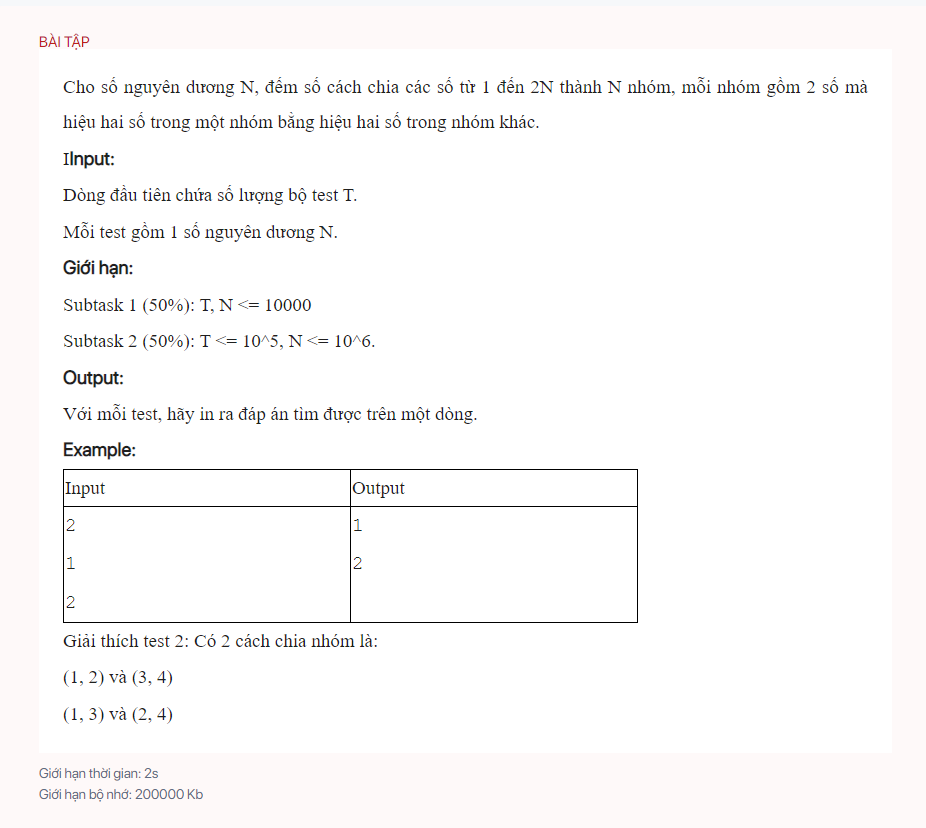 BÀI TẬP
Cho số nguyên dương N, đếm số cách chia các số từ 1 đến 2N thành N nhóm, mỗi nhóm gồm 2 số mà
hiệu hai số trong một nhóm bằng hiệu hai số trong nhóm khác.
IInput:
Dòng đầu tiên chứa số lượng bộ test T.
Mỗi test gồm 1 số nguyên dương N.
Giới hạn:
Subtask 1 (50%): T, N <= 10000
Subtask 2 (50%): T <= 10^5, N <= 10^6.
Output:
Với mỗi test, hãy in ra đáp án tìm được trên một dòng.
Example:
Input Output
2 1
1 2
2
Giải thích test 2: Có 2 cách chia nhóm là:
(1, 2) và (3, 4)
(1, 3) và (2, 4)
Giới hạn thời gian: 2s
Giới hạn bộ nhớ: 200000 Kb